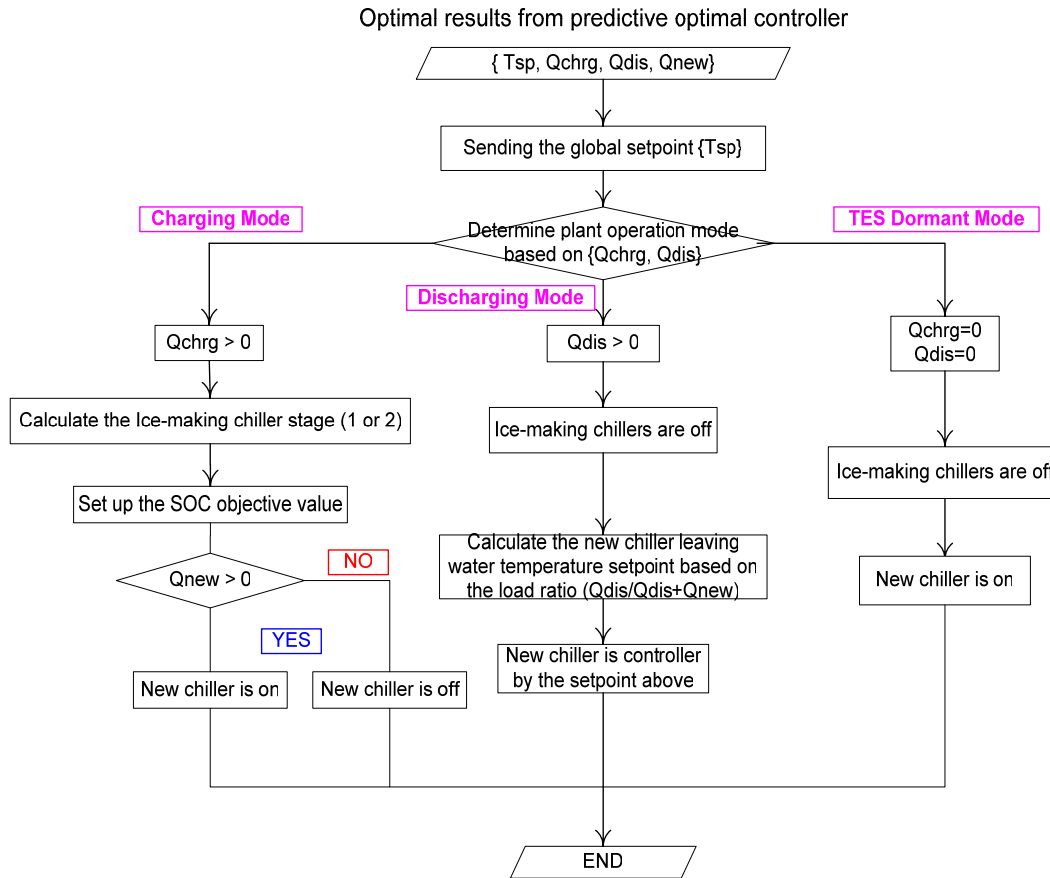 Optimal results from predictive optimal controller
{ Tsp, Qchrg, Qdis, Qnew}
Sending the global setpoint {Tsp}
Charging Mode
TES Dormant Mode
Determine plant operation mode
based on {Qchrg, Qdis}
Discharging Mode
Qchrg > 0
Calculate the Ice-making chiller stage (1 or 2)
Set up the SOC objective value
Qnew > 0
NO
YES
New chiller is on
New chiller is off
Qdis > 0
Ice-making chillers are off
Calculate the new chiller leaving
water temperature setpoint based on
the load ratio (Qdis/Qdis+Qnew)
New chiller is controller
by the setpoint above
Qchrg=0
Qdis=0
Ice-making chillers are off
New chiller is on
END